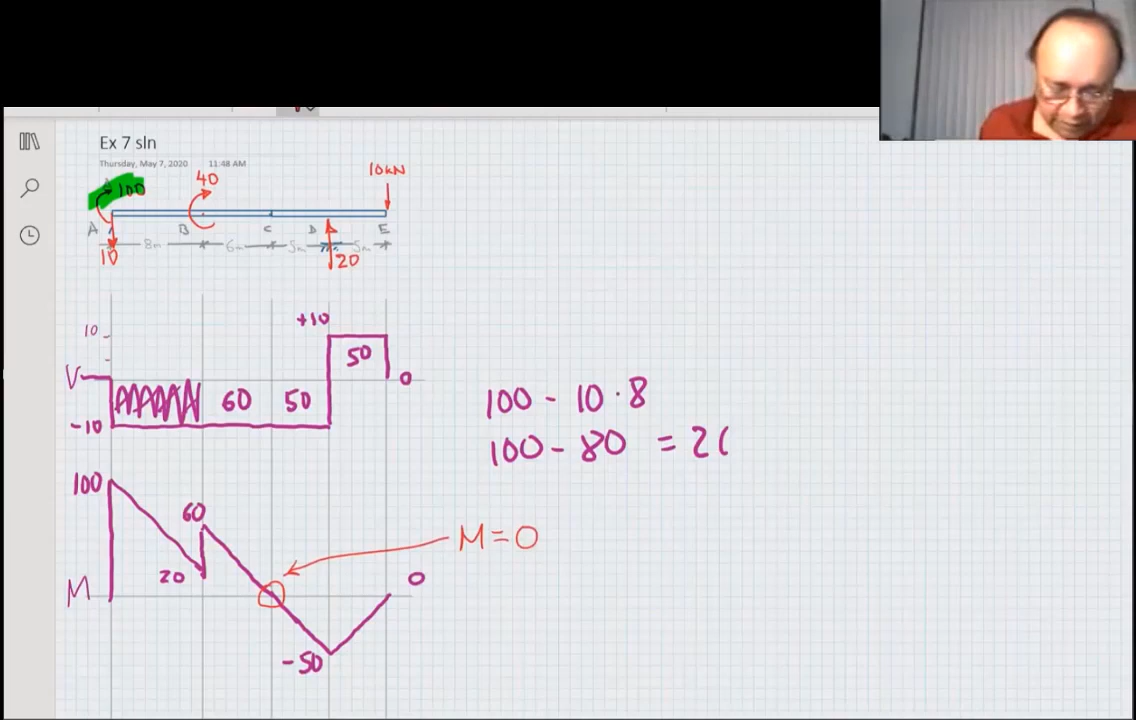 Ex 7 sln
Thursday, May 7, 2020 11:48 AM
100 40 10KN
A B C D E
8m 6m 5m 5m
10 20
+10
10
50
V 0
60 50
-10
100 - 10 · 8
100 - 80 = 20
100
60
M = 0
20
0
M
-50